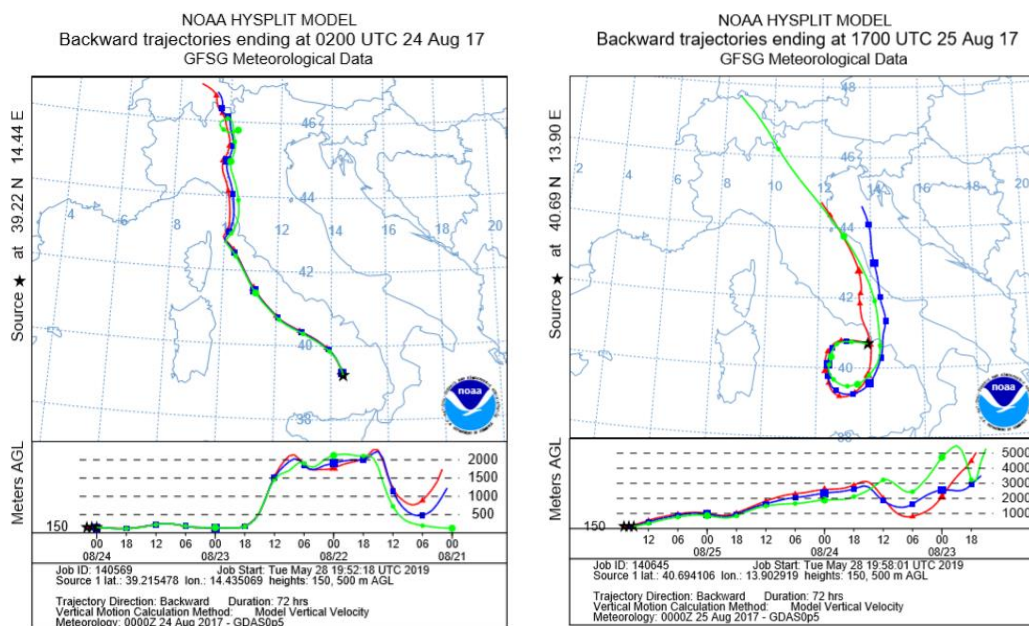 NOAA HYSPLIT MODEL
Backward trajectories ending at 0200 UTC 24 Aug 17
GFSG Meteorological Data
Source ★ at 39.22 N 14.44 E
4
6
8
10
12
14
16
46
44
42
40
38
noaa
Meters AGL
2000
1500
1000
500
150
00 18 12 06 00 18 12 06 00 18 12 06 00
08/24 08/23 08/22 08/21
Job ID: 140569 Job Start: Tue May 28 19:52:18 UTC 2019
Source 1 lat.: 39.215478 lon.: 14.435069 heights: 150, 500 m AGL
Trajectory Direction: Backward Duration: 72 hrs
Vertical Motion Calculation Method: Model Vertical Velocity
Meteorology: 0000Z 24 Aug 2017 - GDAS0p5
NOAA HYSPLIT MODEL
Backward trajectories ending at 1700 UTC 25 Aug 17
GFSG Meteorological Data
Source ★ at 40.69 N 13.90 E
2
4
6
8
10
12
14
16
48
46
44
42
40
38
noaa
Meters AGL
5000
4000
3000
2000
1000
150
12 06 00 18 12 06 00 18 12 06 00 18
08/25 08/24 08/23
Job ID: 140645 Job Start: Tue May 28 19:58:01 UTC 2019
Source 1 lat.: 40.694106 lon.: 13.902919 heights: 150, 500 m AGL
Trajectory Direction: Backward Duration: 72 hrs
Vertical Motion Calculation Method: Model Vertical Velocity
Meteorology: 0000Z 25 Aug 2017 - GDAS0p5